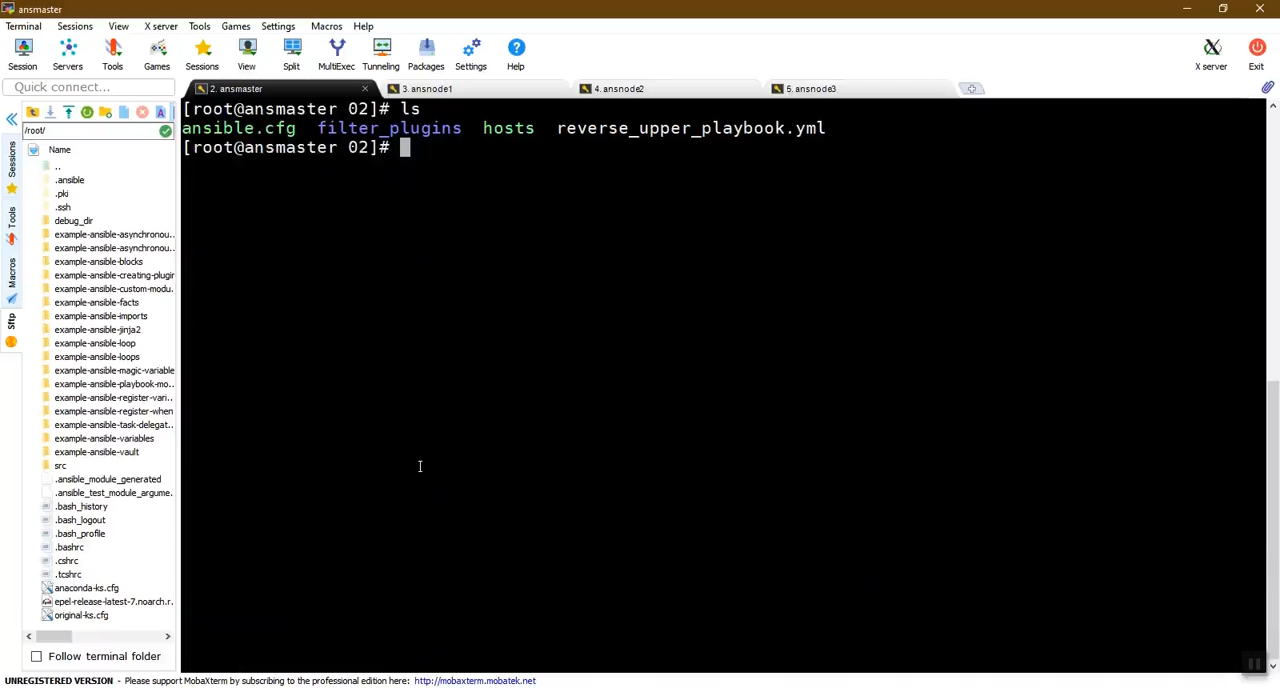 ansmaster
Terminal Sessions View X server Tools Games Settings Macros Help
Session Servers Tools Games Sessions View Split MultiExec Tunneling Packages Settings Help X server Exit
Quick connect...
2. ansmaster 3. ansnode1 4. ansnode2 5. ansnode3
/root/
Name
..
.ansible
.pki
.ssh
debug_dir
example-ansible-asynchronou..
example-ansible-asynchronou..
example-ansible-blocks
example-ansible-creating-plugin
example-ansible-custom-modu..
example-ansible-facts
example-ansible-imports
example-ansible-jinja2
example-ansible-loop
example-ansible-loops
example-ansible-magic-variable
example-ansible-playbook-mo..
example-ansible-register-vari..
example-ansible-register-when
example-ansible-task-delegat..
example-ansible-variables
example-ansible-vault
src
.ansible_module_generated
.ansible_test_module_argume..
.bash_history
.bash_logout
.bash_profile
.bashrc
.cshrc
.tcshrc
anaconda-ks.cfg
epel-release-latest-7.noarch.r..
original-ks.cfg
Follow terminal folder
Sessions
Tools
Macros
Sftp
[root@ansmaster 02]# ls
ansible.cfg filter_plugins hosts reverse_upper_playbook.yml
[root@ansmaster 02]#
UNREGISTERED VERSION - Please support MobaXterm by subscribing to the professional edition here: http://mobaxterm.mobatek.net